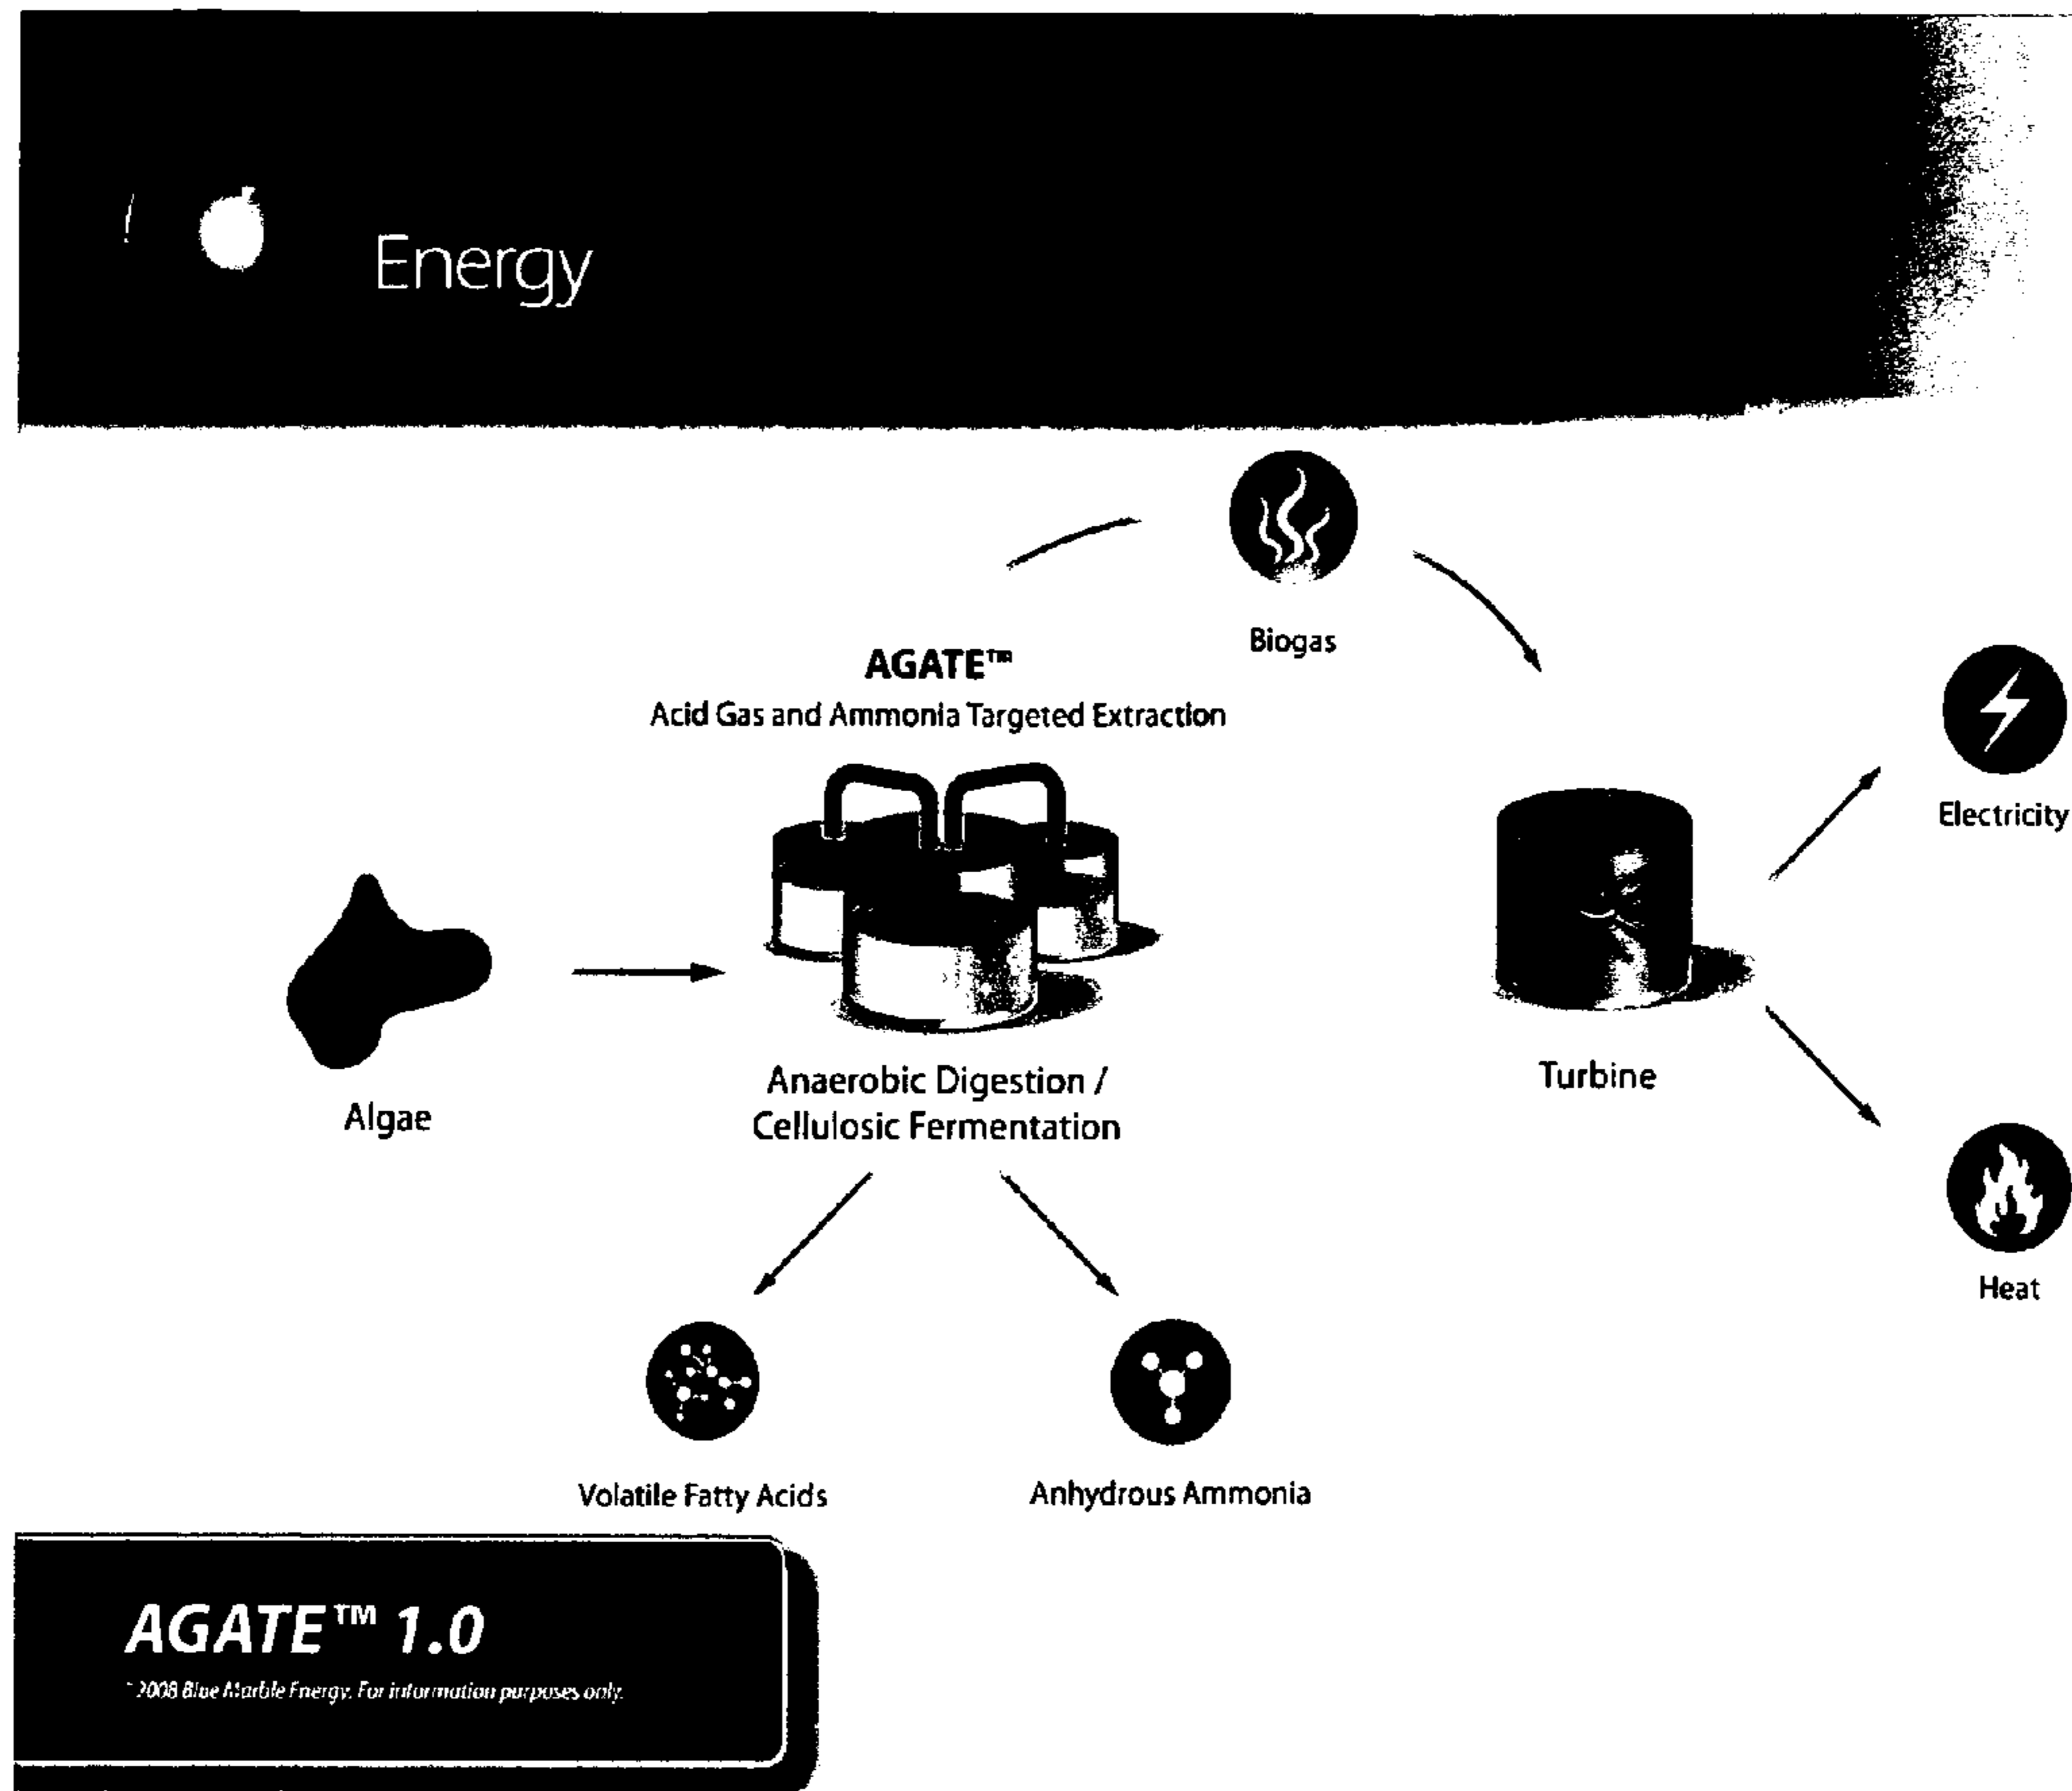 Energy
Biogas
AGATE™
Acid Gas and Ammonia Targeted Extraction
Electricity
Algae
Anaerobic Digestion /
Cellulosic Fermentation
Turbine
Heat
Volatile Fatty Acids
Anhydrous Ammonia
AGATE™ 1.0
2008 Blue Marble Energy. For information purposes only.